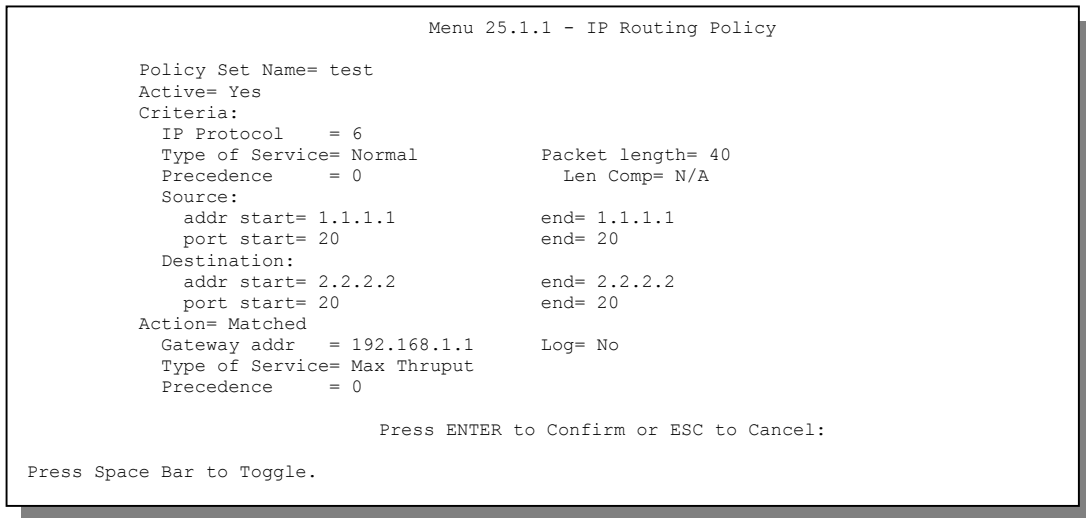 Menu 25.1.1 - IP Routing Policy
Policy Set Name= test
Active= Yes
Criteria:
IP Protocol = 6
Type of Service= Normal Packet length= 40
Precedence = 0 Len Comp= N/A
Source:
addr start= 1.1.1.1 end= 1.1.1.1
port start= 20 end= 20
Destination:
addr start= 2.2.2.2 end= 2.2.2.2
port start= 20 end= 20
Action= Matched
Gateway addr = 192.168.1.1 Log= No
Type of Service= Max Thruput
Precedence = 0
Press ENTER to Confirm or ESC to Cancel:
Press Space Bar to Toggle.